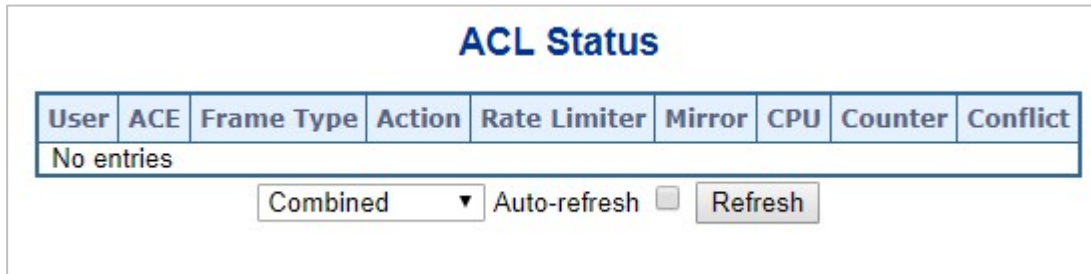 ACL Status
User ACE Frame Type Action Rate Limiter Mirror CPU Counter Conflict
No entries
Combined Auto-refresh Refresh